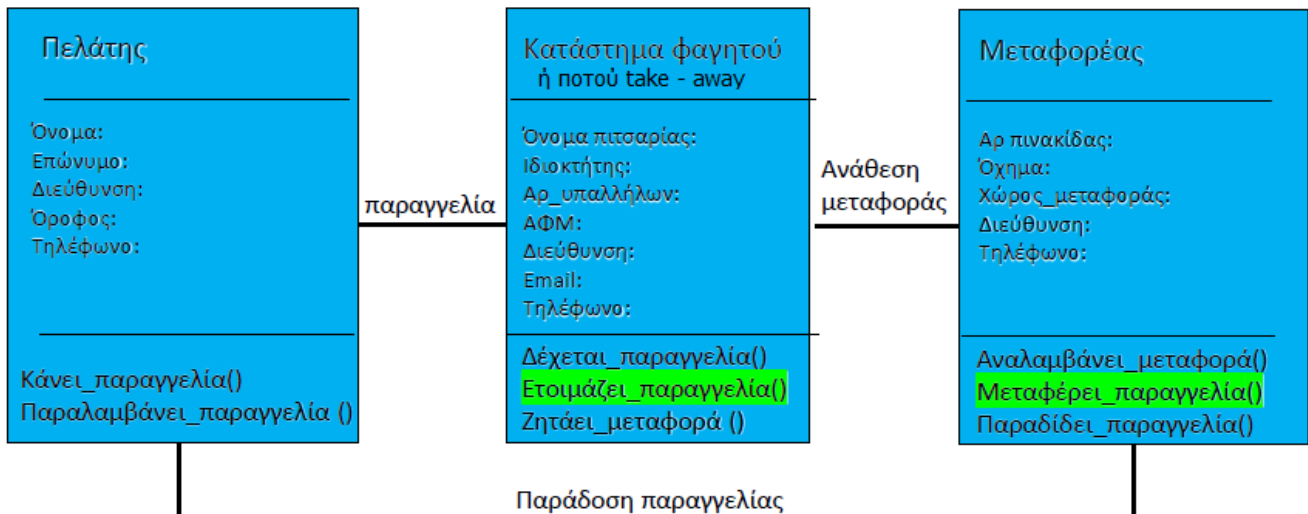 Πελάτης
Όνομα:
Επώνυμο:
Διεύθυνση:
Όροφος:
Τηλέφωνο:
Κάνει_παραγγελία()
Παραλαμβάνει_παραγγελία ()
παραγγελία
Κατάστημα φαγητού
ή ποτού take - away
Όνομα πιτσαρίας:
Ιδιοκτήτης:
Αρ_υπαλλήλων:
ΑΦΜ:
Διεύθυνση:
Email:
Τηλέφωνο:
Δέχεται_παραγγελία()
Ετοιμάζει_παραγγελία()
Ζητάει_μεταφορά ()
Ανάθεση
μεταφοράς
Μεταφορέας
Αρ πινακίδας:
Όχημα:
Χώρος_μεταφοράς:
Διεύθυνση:
Τηλέφωνο:
Αναλαμβάνει_μεταφορά()
Μεταφέρει_παραγγελία()
Παραδίδει_παραγγελία()
Παράδοση παραγγελίας